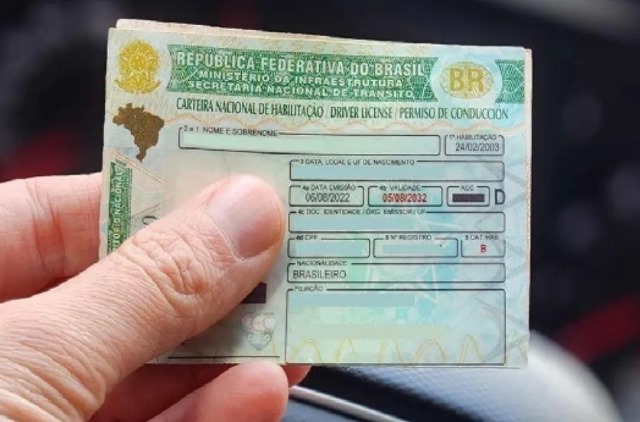 REPÚBLICA FEDERATIVA DO BRASIL
MINISTÉRIO DA INFRAESTRUTURA
SECRETARIA NACIONAL DE TRÂNSITO
BR
CARTEIRA NACIONAL DE HABILITAÇÃO / DRIVER LICENSE / PERMISO DE CONDUCCIÓN
2 e 1 NOME E SOBRENOME
1ª HABILITAÇÃO
24/02/2003
3 DATA, LOCAL E UF DE NASCIMENTO
4a DATA EMISSÃO
06/08/2022
4b VALIDADE
05/08/2032
ACC
D
4c DOC. IDENTIDADE / ÓRG. EMISSOR / UF
4d CPF
5 Nº REGISTRO
9 CAT. HAB.
B
NACIONALIDADE
BRASILEIRO
FILIAÇÃO
NACIONAL